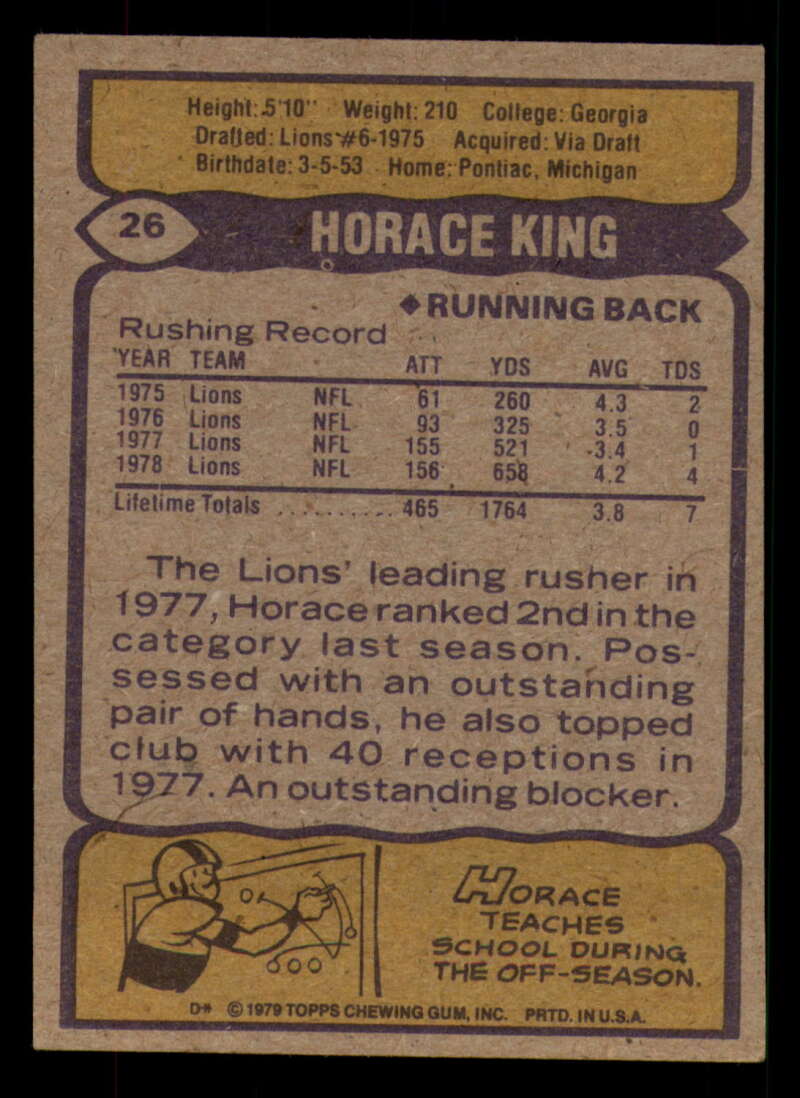 Height: 5'10" Weight: 210 College: Georgia
Drafted: Lions #6-1975 Acquired: Via Draft
Birthdate: 3-5-53 Home: Pontiac, Michigan
26 HORACE KING
◆RUNNING BACK
Rushing Record
YEAR TEAM ATT YDS AVG TDS
1975 Lions NFL 61 260 4.3 2
1976 Lions NFL 93 325 3.5 0
1977 Lions NFL 155 521 3.4 1
1978 Lions NFL 156 658 4.2 4
Lifetime Totals .......... 465 1764 3.8 7
The Lions' leading rusher in
1977, Horace ranked 2nd in the
category last season. Pos-
sessed with an outstanding
pair of hands, he also topped
club with 40 receptions in
1977. An outstanding blocker.
HORACE
TEACHES
SCHOOL DURING
THE OFF-SEASON.
D* © 1979 TOPPS CHEWING GUM, INC. PRTD. IN U.S.A.